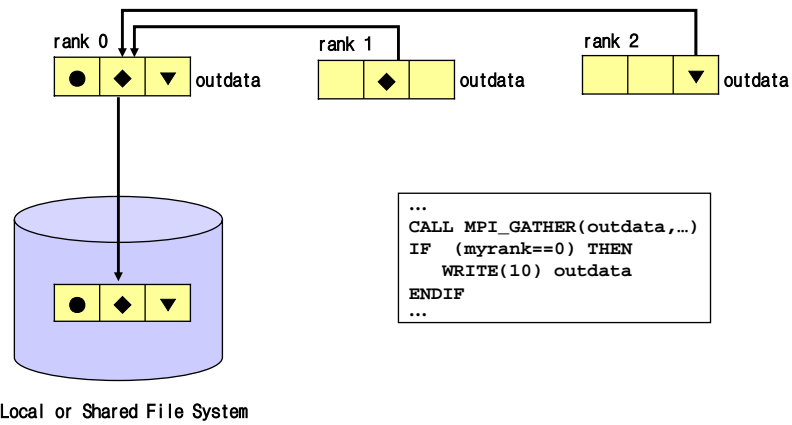 rank 0
rank 1
rank 2
outdata
outdata
outdata
…
CALL MPI_GATHER(outdata,…)
IF  (myrank==0) THEN
   WRITE(10) outdata
ENDIF
…
Local or Shared File System